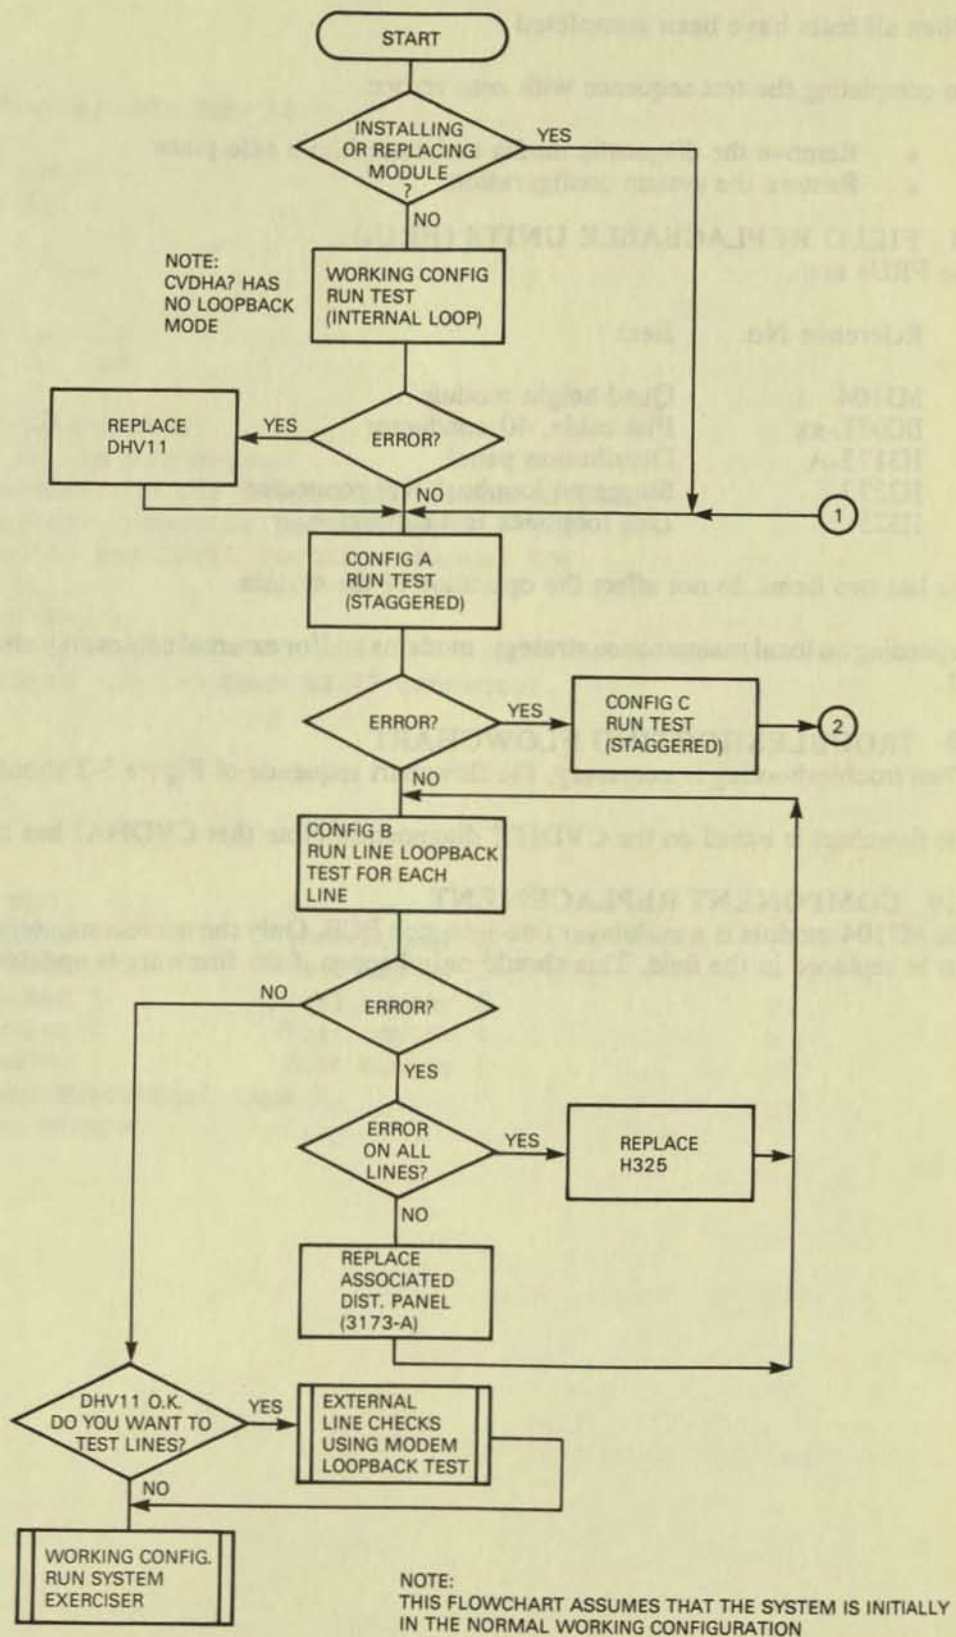 START
INSTALLING
OR REPLACING
MODULE
?
YES
NO
NOTE:
CVDHA? HAS
NO LOOPBACK
MODE
WORKING CONFIG
RUN TEST
(INTERNAL LOOP)
REPLACE
DHV11
YES
ERROR?
NO
1
CONFIG A
RUN TEST
(STAGGERED)
ERROR?
YES
CONFIG C
RUN TEST
(STAGGERED)
2
NO
CONFIG B
RUN LINE LOOPBACK
TEST FOR EACH
LINE
NO
ERROR?
YES
ERROR
ON ALL
LINES?
YES
REPLACE
H325
NO
REPLACE
ASSOCIATED
DIST. PANEL
(3173-A)
DHV11 O.K.
DO YOU WANT TO
TEST LINES?
YES
EXTERNAL
LINE CHECKS
USING MODEM
LOOPBACK TEST
NO
WORKING CONFIG.
RUN SYSTEM
EXERCISER
NOTE:
THIS FLOWCHART ASSUMES THAT THE SYSTEM IS INITIALLY
IN THE NORMAL WORKING CONFIGURATION